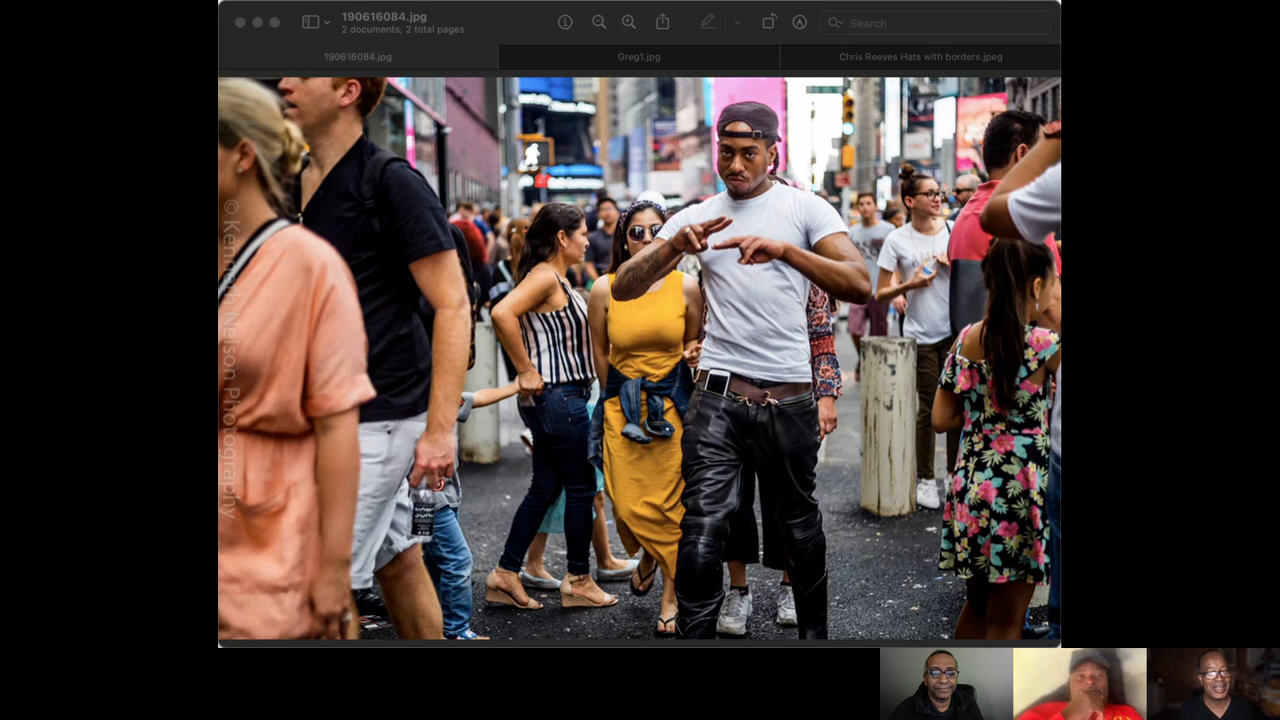 190616084.jpg
2 documents, 2 total pages
Search
190616084.jpg
Greg1.jpg
Chris Reeves Hats with borders.jpeg
© Kenneth Nelson Photography